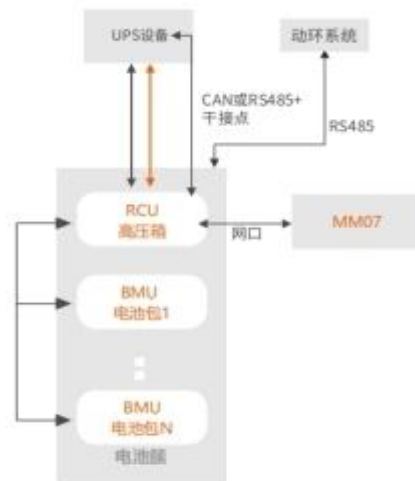 UPS设备
动环系统
CAN或RS485+
干接点
RS485
RCU
高压箱
网口
MM07
BMU
电池包1
BMU
电池包N
电池簇